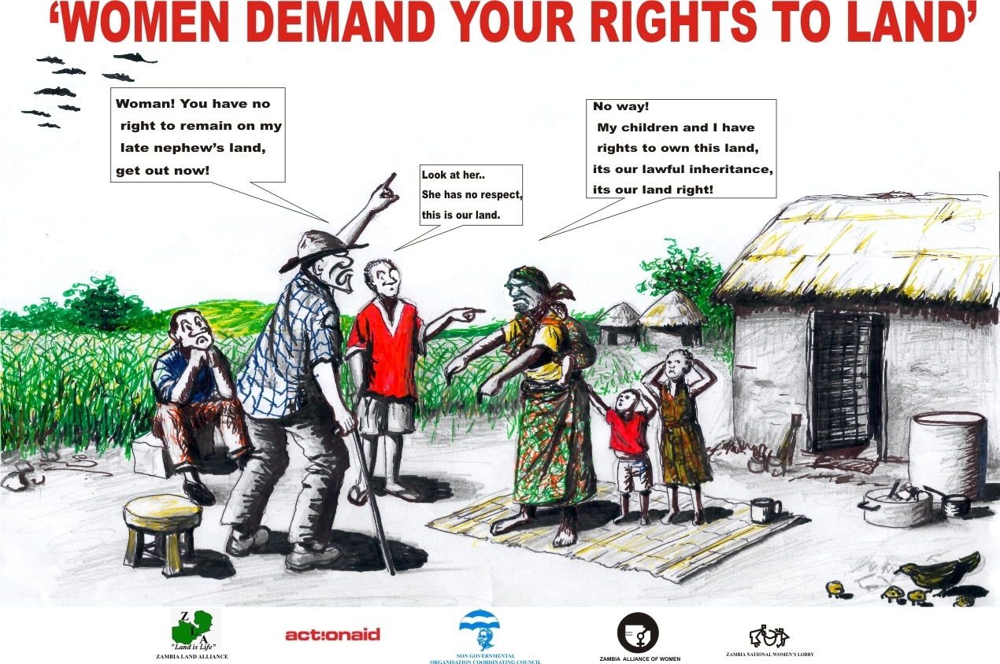 ‘WOMEN DEMAND YOUR RIGHTS TO LAND’
Woman! You have no
right to remain on my
late nephew’s land,
get out now!
Look at her..
She has no respect,
this is our land.
No way!
My children and I have
rights to own this land,
its our lawful inheritance,
its our land right!
Z
L
A
"Land is Life"
ZAMBIA LAND ALLIANCE
act!onaid
NON GOVERNMENTAL
ORGANISATION COORDINATING COUNCIL
ZAMBIA ALLIANCE OF WOMEN
ZAMBIA NATIONAL WOMEN'S LOBBY